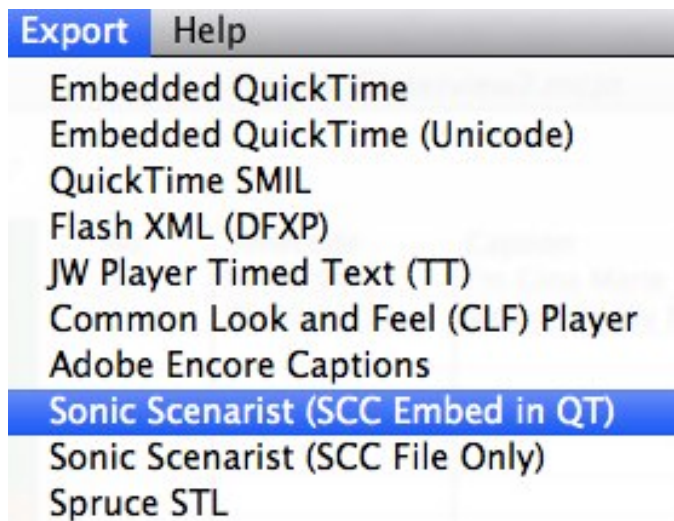 Export Help
Embedded QuickTime
Embedded QuickTime (Unicode)
QuickTime SMIL
Flash XML (DFXP)
JW Player Timed Text (TT)
Common Look and Feel (CLF) Player
Adobe Encore Captions
Sonic Scenarist (SCC Embed in QT)
Sonic Scenarist (SCC File Only)
Spruce STL